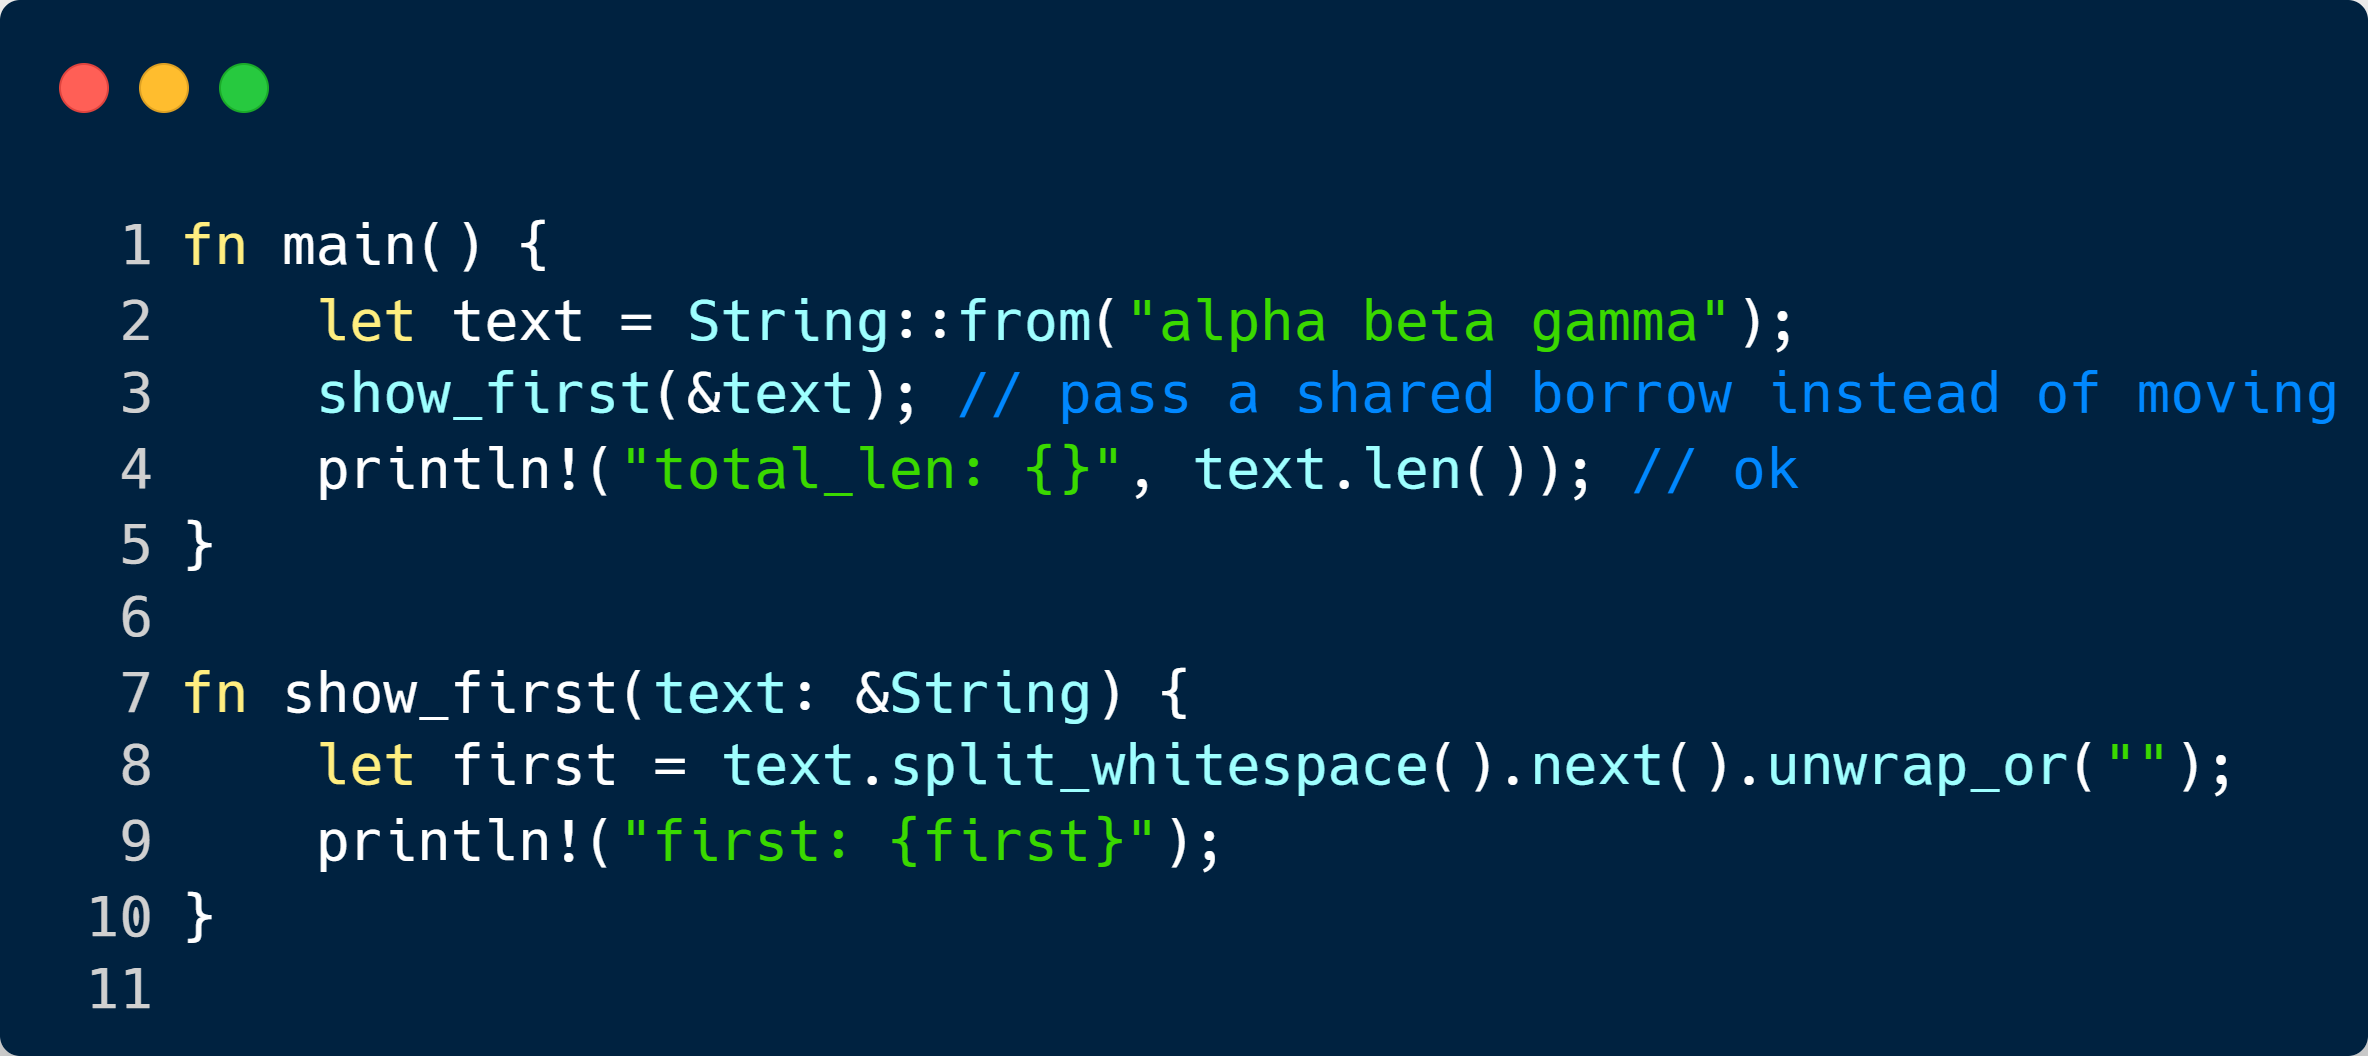 1 fn main() {
2     let text = String::from("alpha beta gamma");
3     show_first(&text); // pass a shared borrow instead of moving
4     println!("total_len: {}", text.len()); // ok
5 }
6
7 fn show_first(text: &String) {
8     let first = text.split_whitespace().next().unwrap_or("");
9     println!("first: {first}");
10 }
11